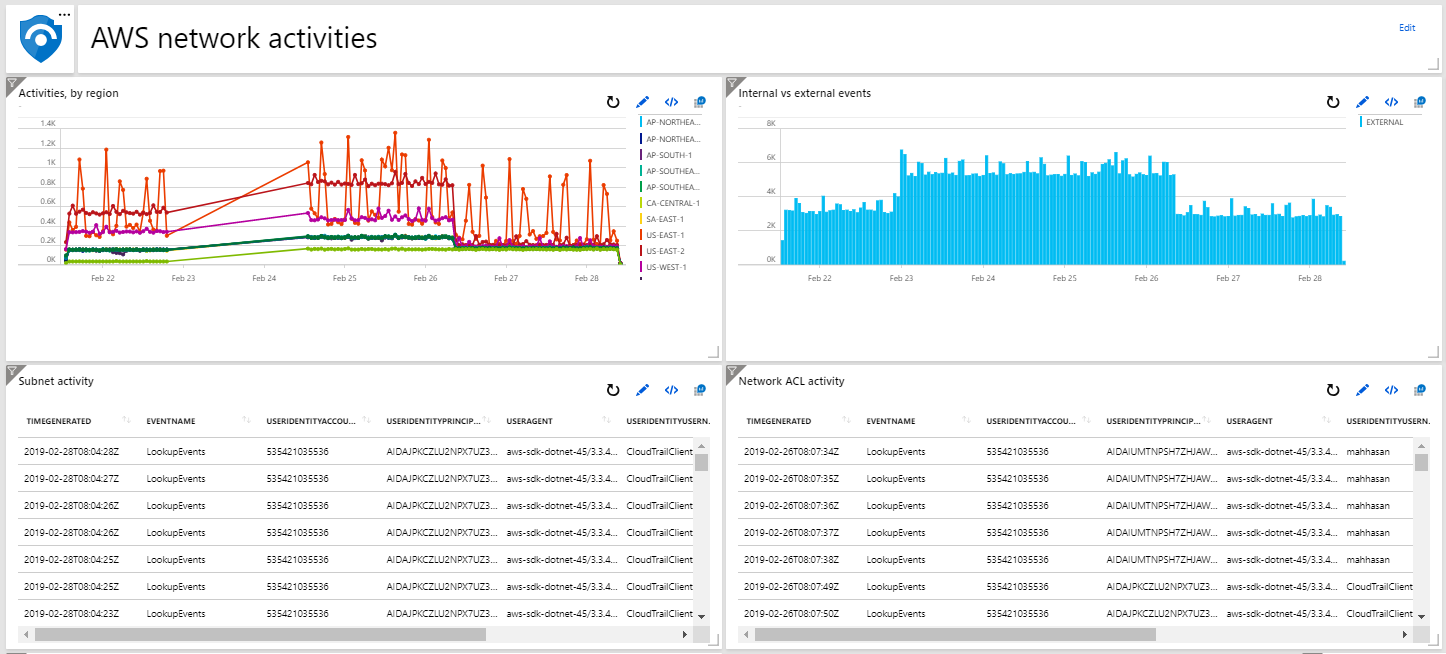 ...
AWS network activities
Edit
Activities, by region
1.4K
1.2K
1K
0.8K
0.6K
0.4K
0.2K
0K
Feb 22 Feb 23 Feb 24 Feb 25 Feb 26 Feb 27 Feb 28
AP-NORTHEA...
AP-NORTHEA...
AP-SOUTH-1
AP-SOUTHEA...
AP-SOUTHEA...
CA-CENTRAL-1
SA-EAST-1
US-EAST-1
US-EAST-2
US-WEST-1
Internal vs external events
8K
6K
4K
2K
0K
Feb 22 Feb 23 Feb 24 Feb 25 Feb 26 Feb 27 Feb 28
EXTERNAL
Subnet activity
TIMEGENERATED EVENTNAME USERIDENTITYACCOU... USERIDENTITYPRINCIP... USERAGENT USERIDENTITYUSERN.
2019-02-28T08:04:28Z LookupEvents 535421035536 AIDAJPKCZLU2NPX7UZ3... aws-sdk-dotnet-45/3.3.4... CloudTrailClient
2019-02-28T08:04:27Z LookupEvents 535421035536 AIDAJPKCZLU2NPX7UZ3... aws-sdk-dotnet-45/3.3.4... CloudTrailClient
2019-02-28T08:04:26Z LookupEvents 535421035536 AIDAJPKCZLU2NPX7UZ3... aws-sdk-dotnet-45/3.3.4... CloudTrailClient
2019-02-28T08:04:26Z LookupEvents 535421035536 AIDAJPKCZLU2NPX7UZ3... aws-sdk-dotnet-45/3.3.4... CloudTrailClient
2019-02-28T08:04:25Z LookupEvents 535421035536 AIDAJPKCZLU2NPX7UZ3... aws-sdk-dotnet-45/3.3.4... CloudTrailClient
2019-02-28T08:04:25Z LookupEvents 535421035536 AIDAJPKCZLU2NPX7UZ3... aws-sdk-dotnet-45/3.3.4... CloudTrailClient
2019-02-28T08:04:23Z LookupEvents 535421035536 AIDAJPKCZLU2NPX7UZ3... aws-sdk-dotnet-45/3.3.4... CloudTrailClient
Network ACL activity
TIMEGENERATED EVENTNAME USERIDENTITYACCOU... USERIDENTITYPRINCIP... USERAGENT USERIDENTITYUSERN.
2019-02-26T08:07:34Z LookupEvents 535421035536 AIDAIUMTNPSH7ZHJAW... aws-sdk-dotnet-45/3.3.4... mahhasan
2019-02-26T08:07:35Z LookupEvents 535421035536 AIDAIUMTNPSH7ZHJAW... aws-sdk-dotnet-45/3.3.4... mahhasan
2019-02-26T08:07:36Z LookupEvents 535421035536 AIDAIUMTNPSH7ZHJAW... aws-sdk-dotnet-45/3.3.4... mahhasan
2019-02-26T08:07:37Z LookupEvents 535421035536 AIDAIUMTNPSH7ZHJAW... aws-sdk-dotnet-45/3.3.4... mahhasan
2019-02-26T08:07:38Z LookupEvents 535421035536 AIDAIUMTNPSH7ZHJAW... aws-sdk-dotnet-45/3.3.4... mahhasan
2019-02-26T08:07:49Z LookupEvents 535421035536 AIDAJPKCZLU2NPX7UZ3... aws-sdk-dotnet-45/3.3.4... CloudTrailClient
2019-02-26T08:07:50Z LookupEvents 535421035536 AIDAJPKCZLU2NPX7UZ3... aws-sdk-dotnet-45/3.3.4... CloudTrailClient